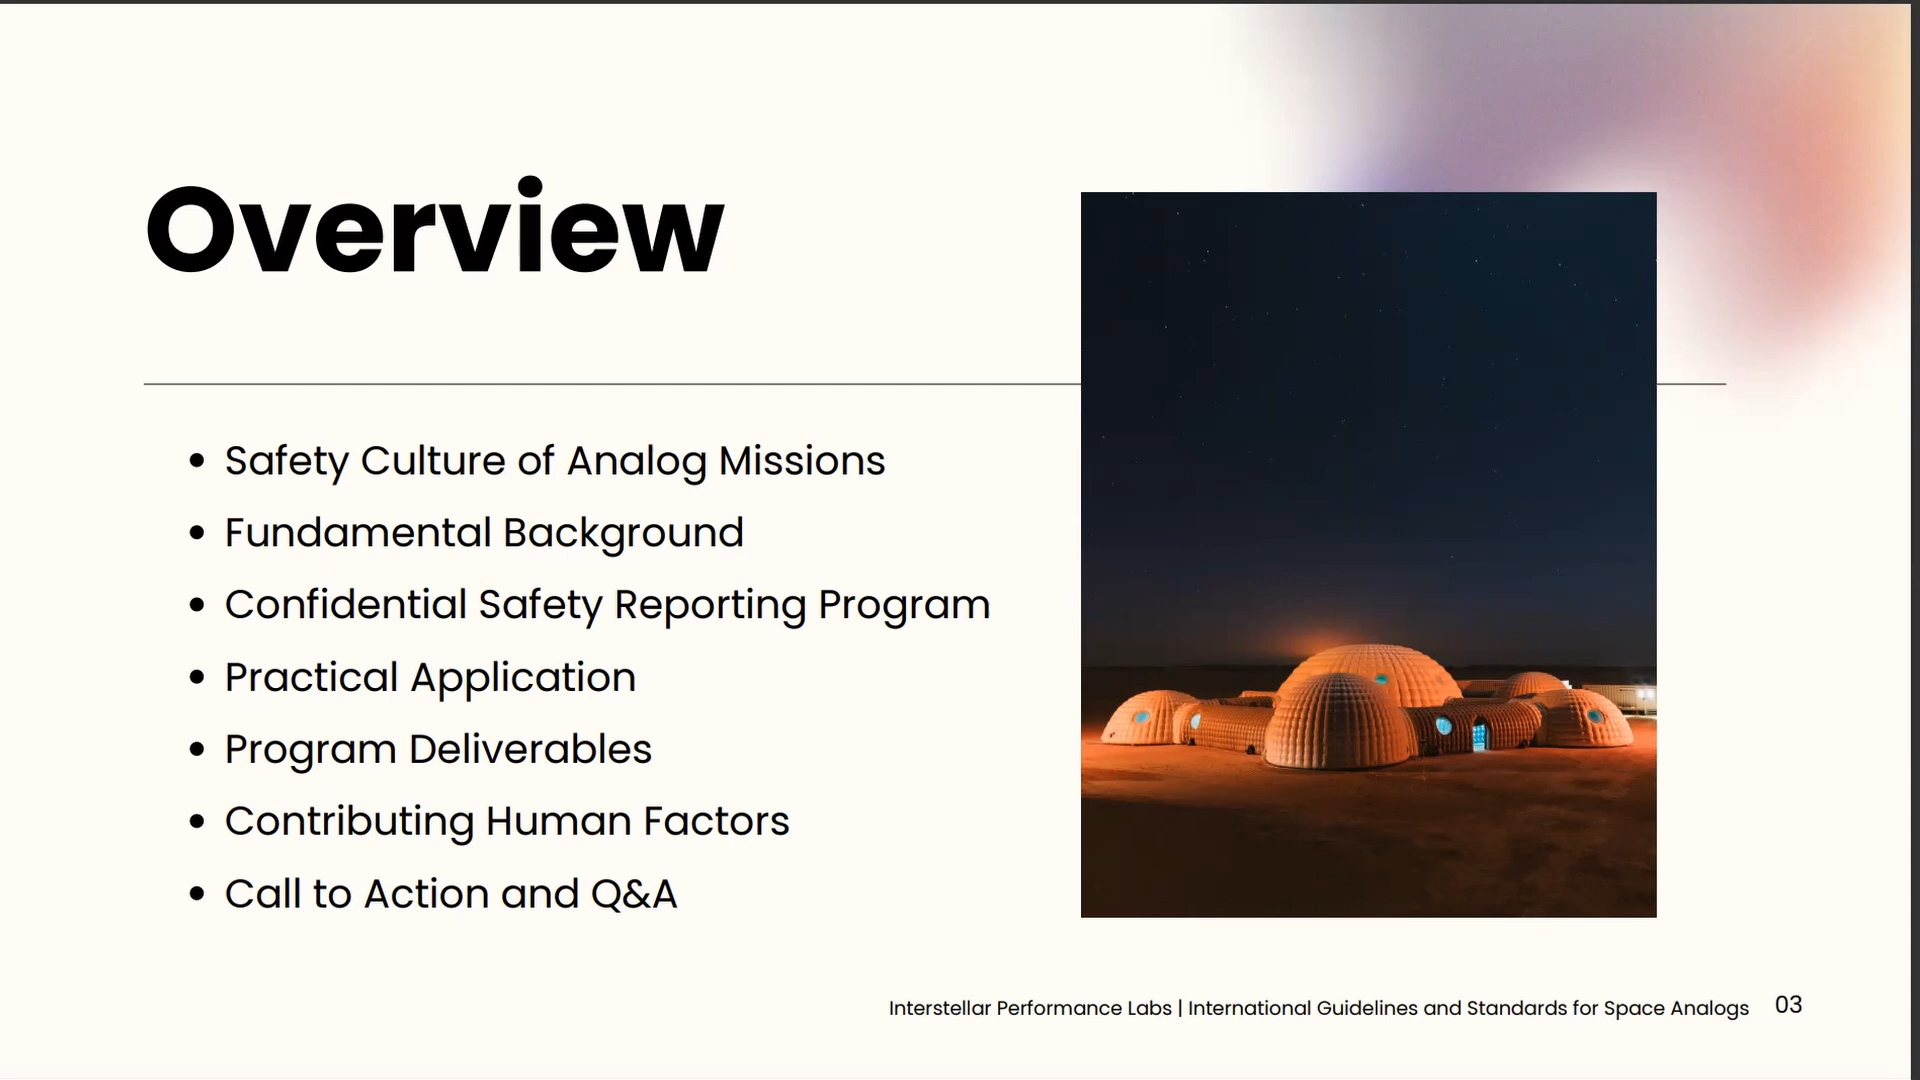 Overview
• Safety Culture of Analog Missions
• Fundamental Background
• Confidential Safety Reporting Program
• Practical Application
• Program Deliverables
• Contributing Human Factors
• Call to Action and Q&A
Interstellar Performance Labs | International Guidelines and Standards for Space Analogs 03